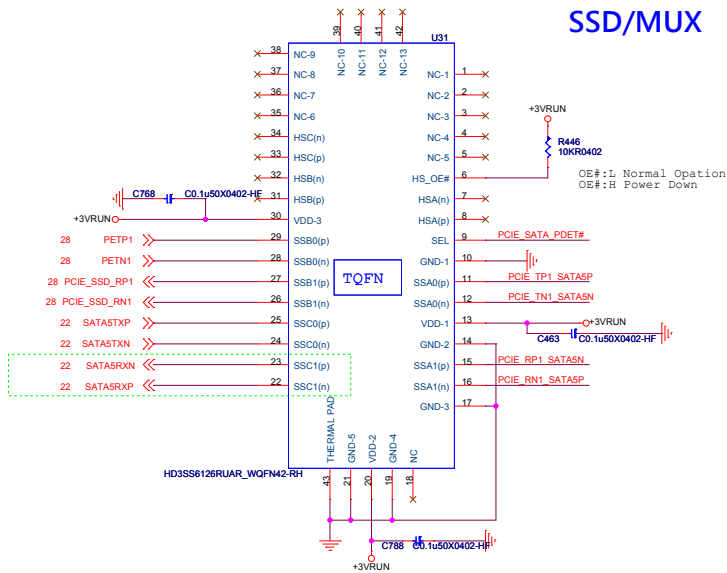 SSD/MUX
U31
39
40
41
42
NC-10
NC-11
NC-12
NC-13
38 NC-9
37 NC-8
36 NC-7
35 NC-6
34 HSC(n)
33 HSC(p)
32 HSB(n)
31 HSB(p)
C768 C0.1u50X0402-HF
+3VRUN 30 VDD-3
28 PETP1 29 SSB0(p)
28 PETN1 28 SSB0(n)
28 PCIE_SSD_RP1 27 SSB1(p)
28 PCIE_SSD_RN1 26 SSB1(n)
22 SATA5TXP 25 SSC0(p)
22 SATA5TXN 24 SSC0(n)
22 SATA5RXN 23 SSC1(p)
22 SATA5RXP 22 SSC1(n)
TQFN
NC-1 1
NC-2 2
NC-3 3
NC-4 4
NC-5 5
HS_OE# 6
HSA(n) 7
HSA(p) 8
SEL 9 PCIE_SATA_PDET#
GND-1 10
SSA0(p) 11 PCIE_TP1_SATA5P
SSA0(n) 12 PCIE_TN1_SATA5N
VDD-1 13 +3VRUN
C463 C0.1u50X0402-HF
GND-2 14
SSA1(p) 15 PCIE_RP1_SATA5N
SSA1(n) 16 PCIE_RN1_SATA5P
GND-3 17
+3VRUN
R446
10KR0402
OE#:L Normal Opation
OE#:H Power Down
THERMAL PAD
GND-5
VDD-2
GND-4
NC
43
21
20
19
18
HD3SS6126RUAR_WQFN42-RH
C788 C0.1u50X0402-HF
+3VRUN